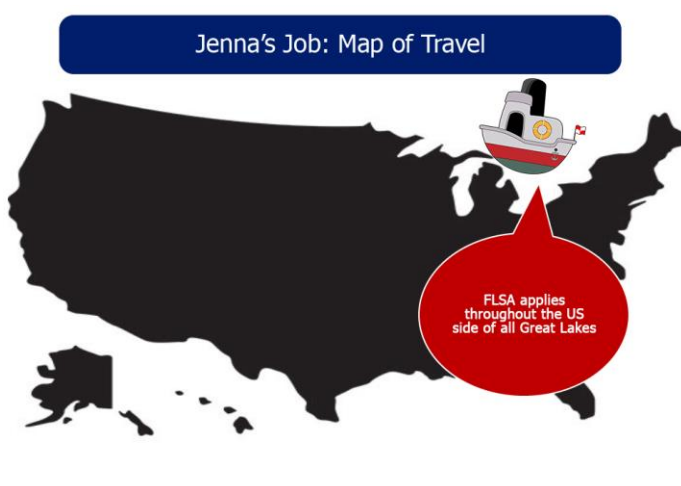 Jenna's Job: Map of Travel
FLSA applies
throughout the US
side of all Great Lakes